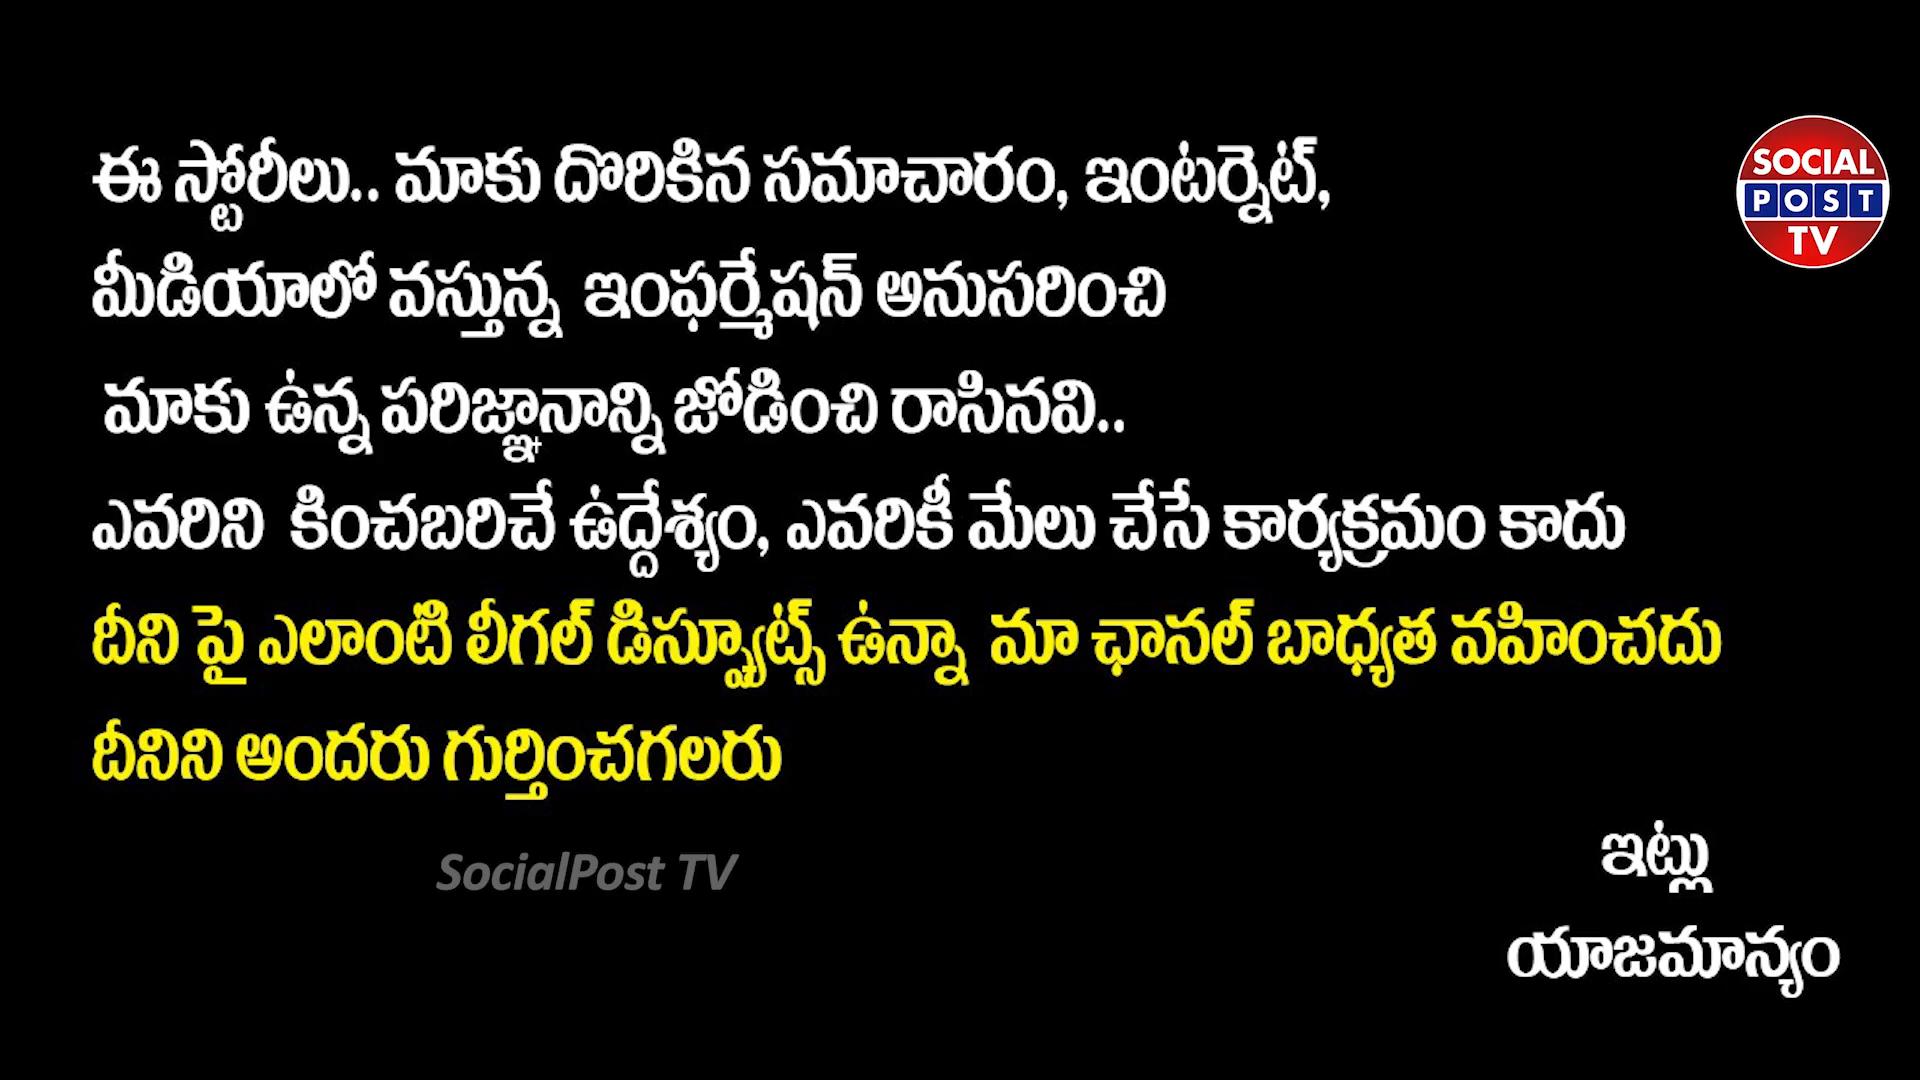 ఈ స్టోరీలు.. మాకు దొరికిన సమాచారం, ఇంటర్నెట్,
SOCIAL
POST
TV
మీడియాలో వస్తున్న ఇంఫర్మేషన్ అనుసరించి
మాకు ఉన్న పరిజ్ఞానాన్ని జోడించి రాసినవి..
ఎవరిని కించబరిచే ఉద్దేశ్యం, ఎవరికీ మేలు చేసే కార్యక్రమం కాదు
దీని పై ఎలాంటి లీగల్ డిస్ప్యూట్స్ ఉన్నా మా ఛానల్ బాధ్యత వహించదు
దీనిని అందరు గుర్తించగలరు
SocialPost TV
ఇట్లు
యాజమాన్యం